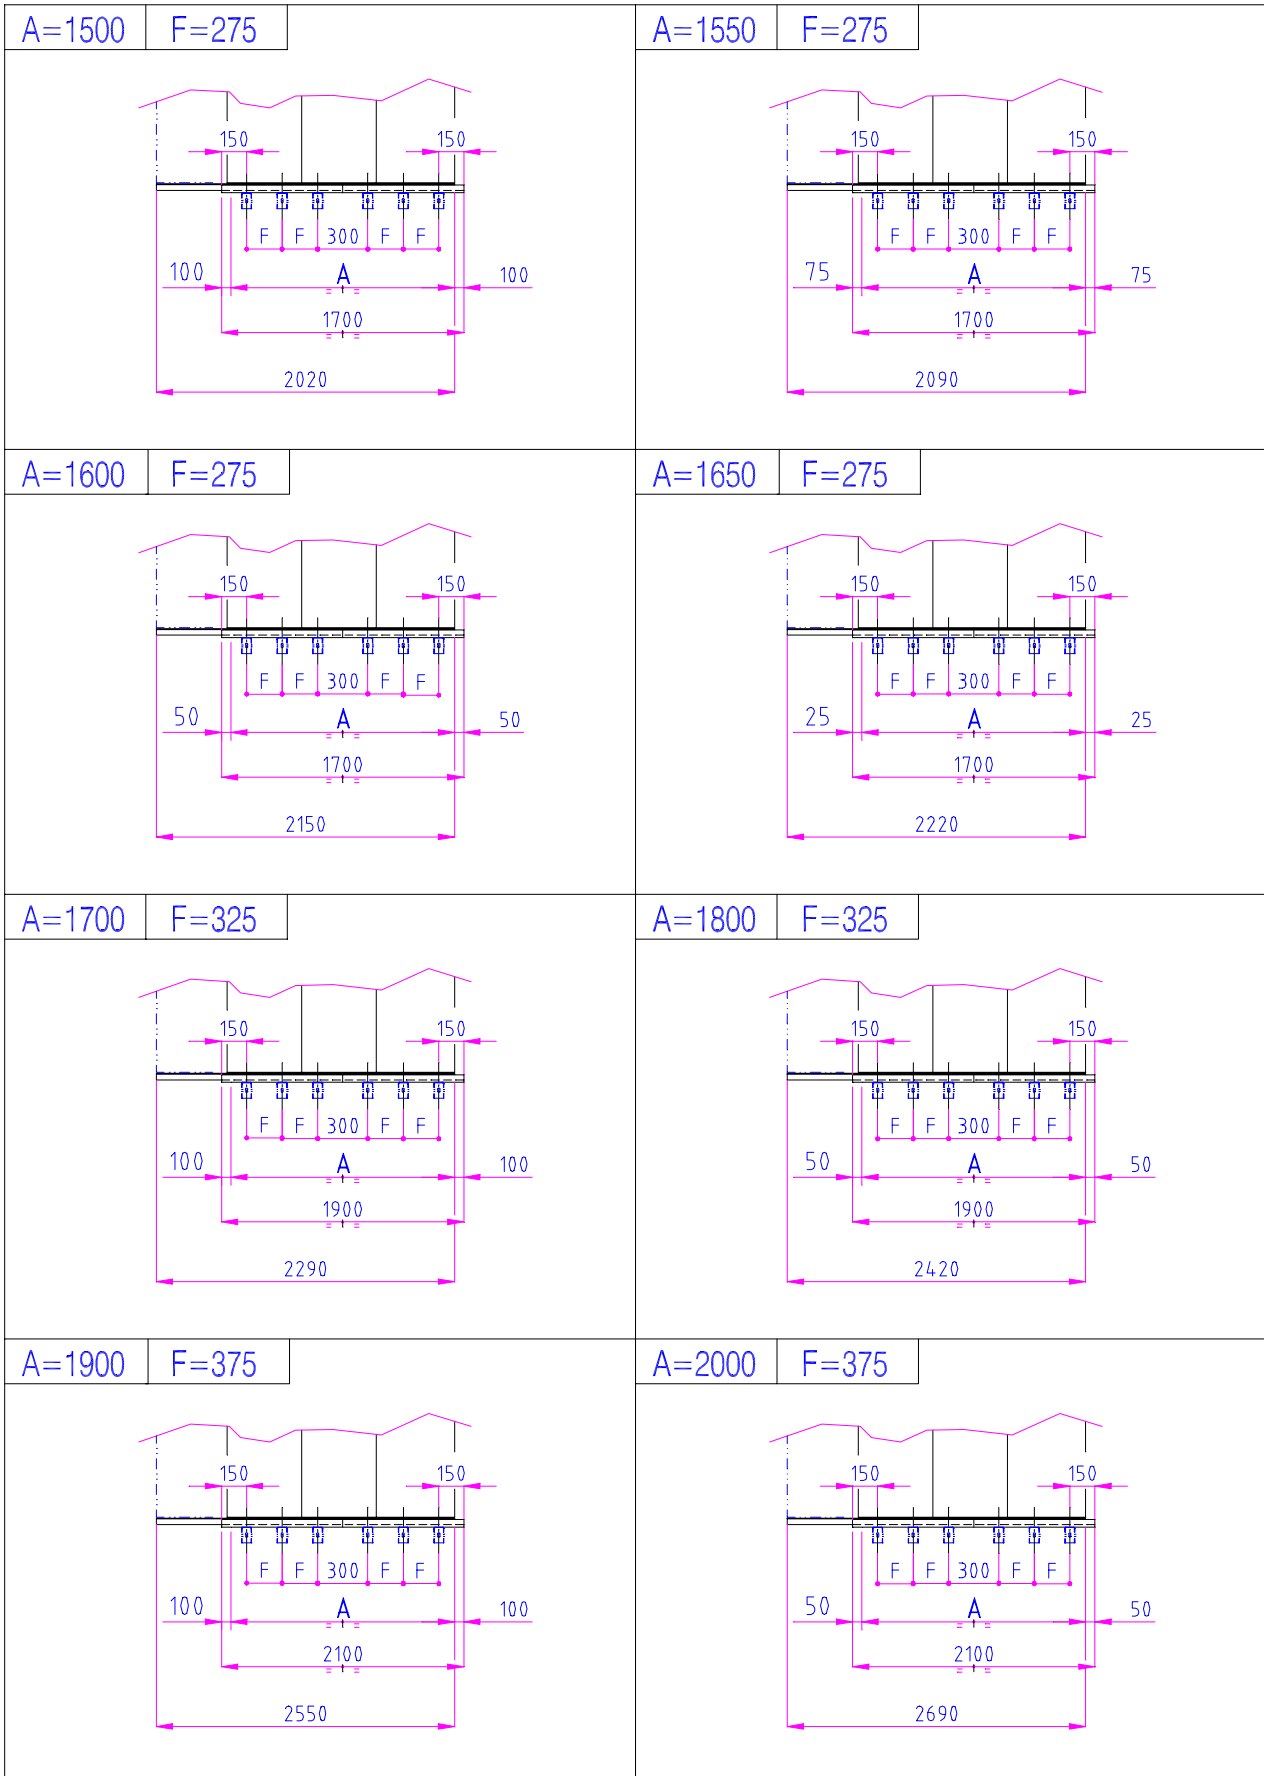 A=1500 F=275
150 150
F F 300 F F
100 A 100
= =
1700
= =
2020
A=1550 F=275
150 150
F F 300 F F
75 A 75
= =
1700
= =
2090
A=1600 F=275
150 150
F F 300 F F
50 A 50
= =
1700
= =
2150
A=1650 F=275
150 150
F F 300 F F
25 A 25
= =
1700
= =
2220
A=1700 F=325
150 150
F F 300 F F
100 A 100
= =
1900
= =
2290
A=1800 F=325
150 150
F F 300 F F
50 A 50
= =
1900
= =
2420
A=1900 F=375
150 150
F F 300 F F
100 A 100
= =
2100
= =
2550
A=2000 F=375
150 150
F F 300 F F
50 A 50
= =
2100
= =
2690